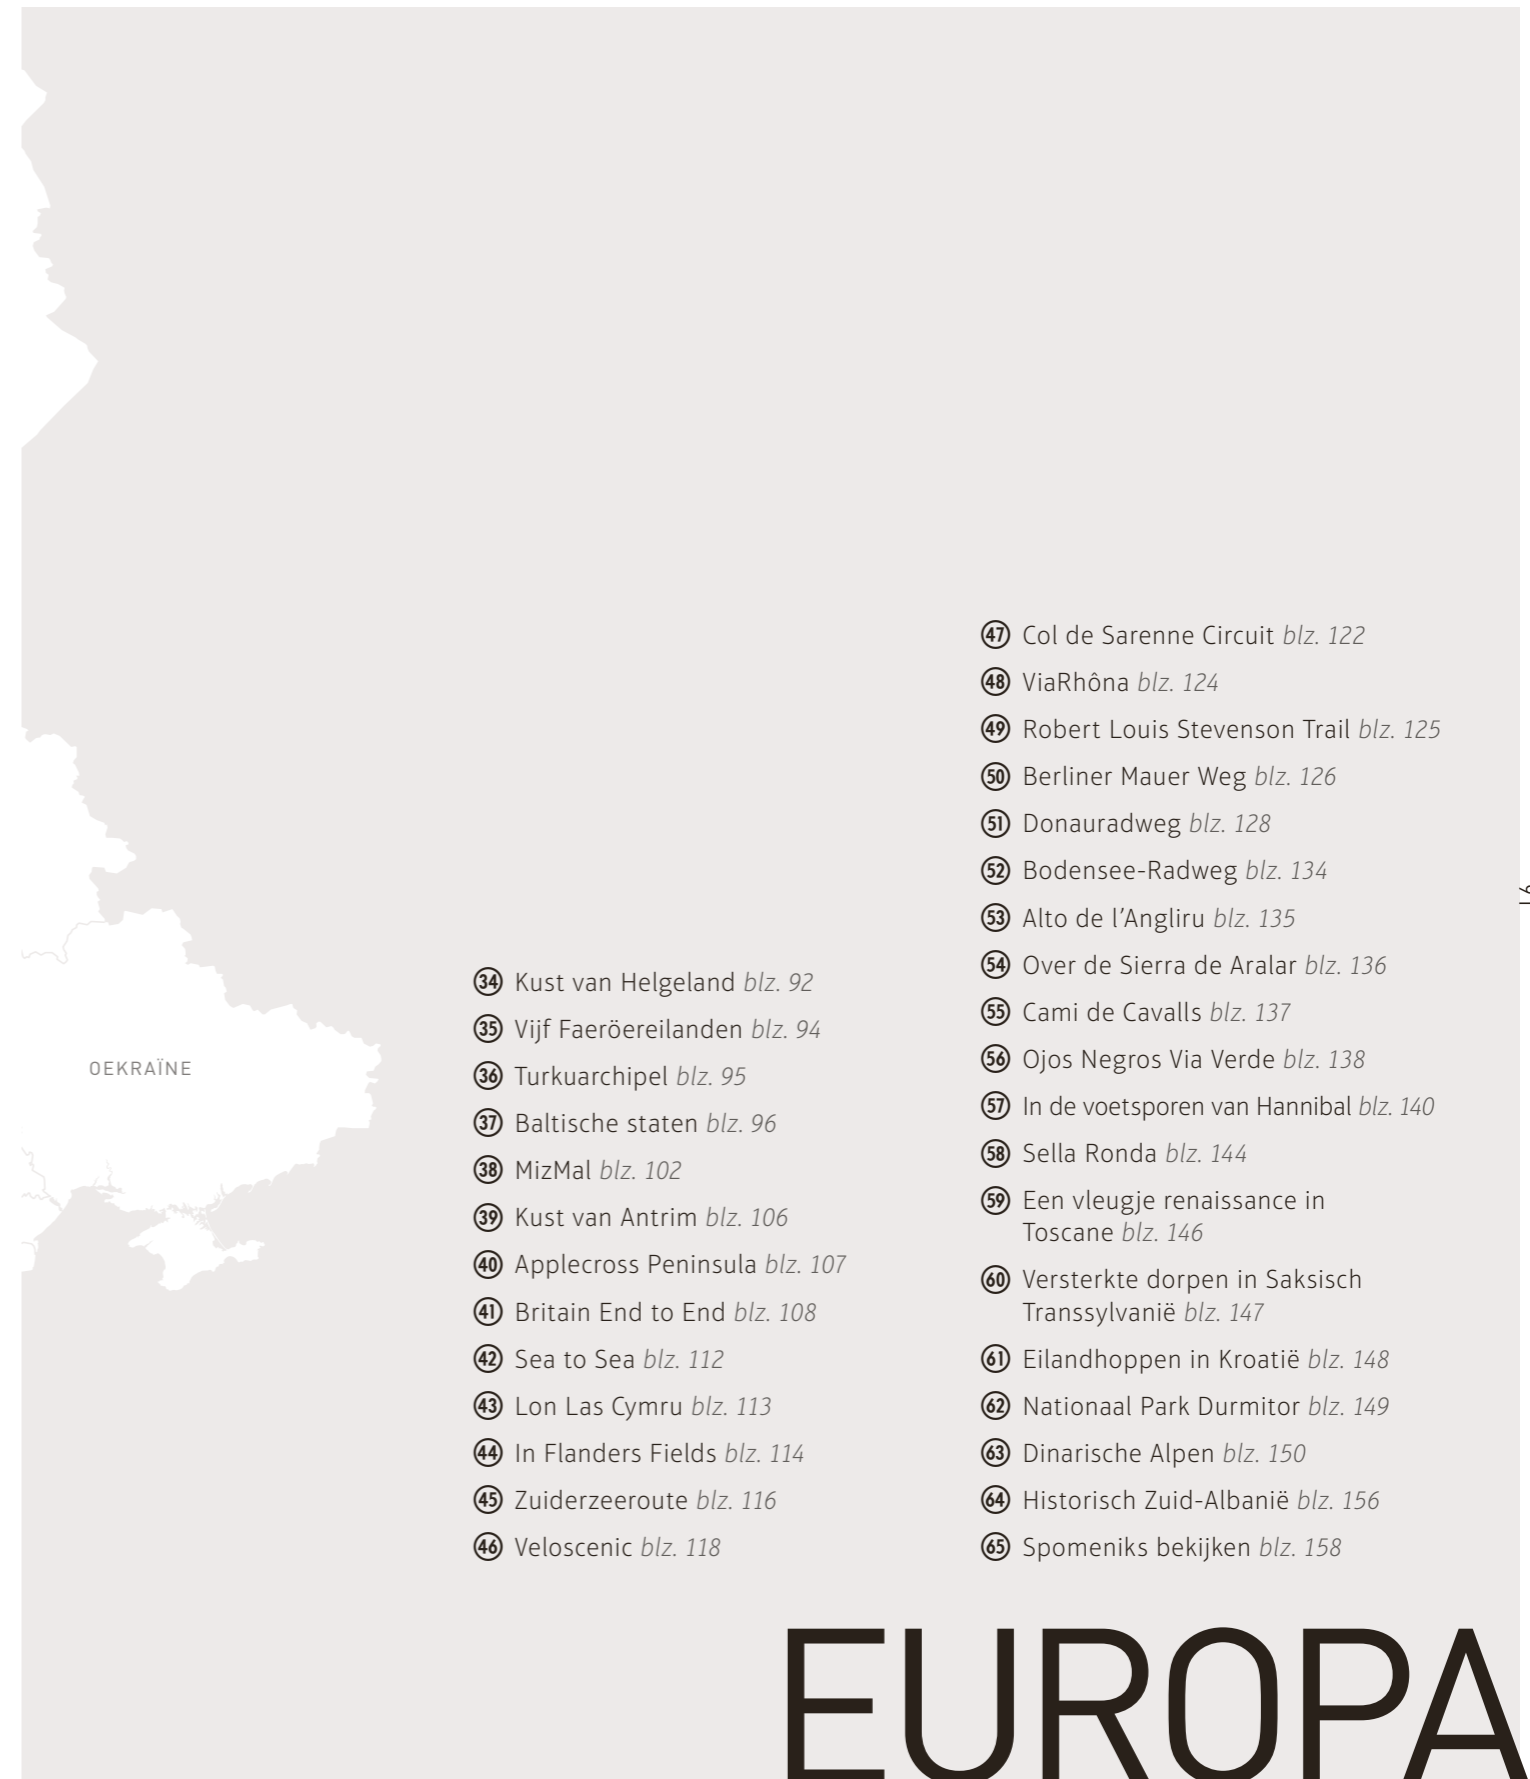 OEKRAÏNE
34 Kust van Helgeland blz. 92
35 Vijf Faeröereilanden blz. 94
36 Turkuarchipel blz. 95
37 Baltische staten blz. 96
38 MizMal blz. 102
39 Kust van Antrim blz. 106
40 Applecross Peninsula blz. 107
41 Britain End to End blz. 108
42 Sea to Sea blz. 112
43 Lon Las Cymru blz. 113
44 In Flanders Fields blz. 114
45 Zuiderzeeroute blz. 116
46 Veloscenic blz. 118
47 Col de Sarenne Circuit blz. 122
48 ViaRhôna blz. 124
49 Robert Louis Stevenson Trail blz. 125
50 Berliner Mauer Weg blz. 126
51 Donauradweg blz. 128
52 Bodensee-Radweg blz. 134
53 Alto de l’Angliru blz. 135
54 Over de Sierra de Aralar blz. 136
55 Cami de Cavalls blz. 137
56 Ojos Negros Via Verde blz. 138
57 In de voetsporen van Hannibal blz. 140
58 Sella Ronda blz. 144
59 Een vleugje renaissance in
Toscane blz. 146
60 Versterkte dorpen in Saksisch
Transsylvanië blz. 147
61 Eilandhoppen in Kroatië blz. 148
62 Nationaal Park Durmitor blz. 149
63 Dinarische Alpen blz. 150
64 Historisch Zuid-Albanië blz. 156
65 Spomeniks bekijken blz. 158
EUROPA